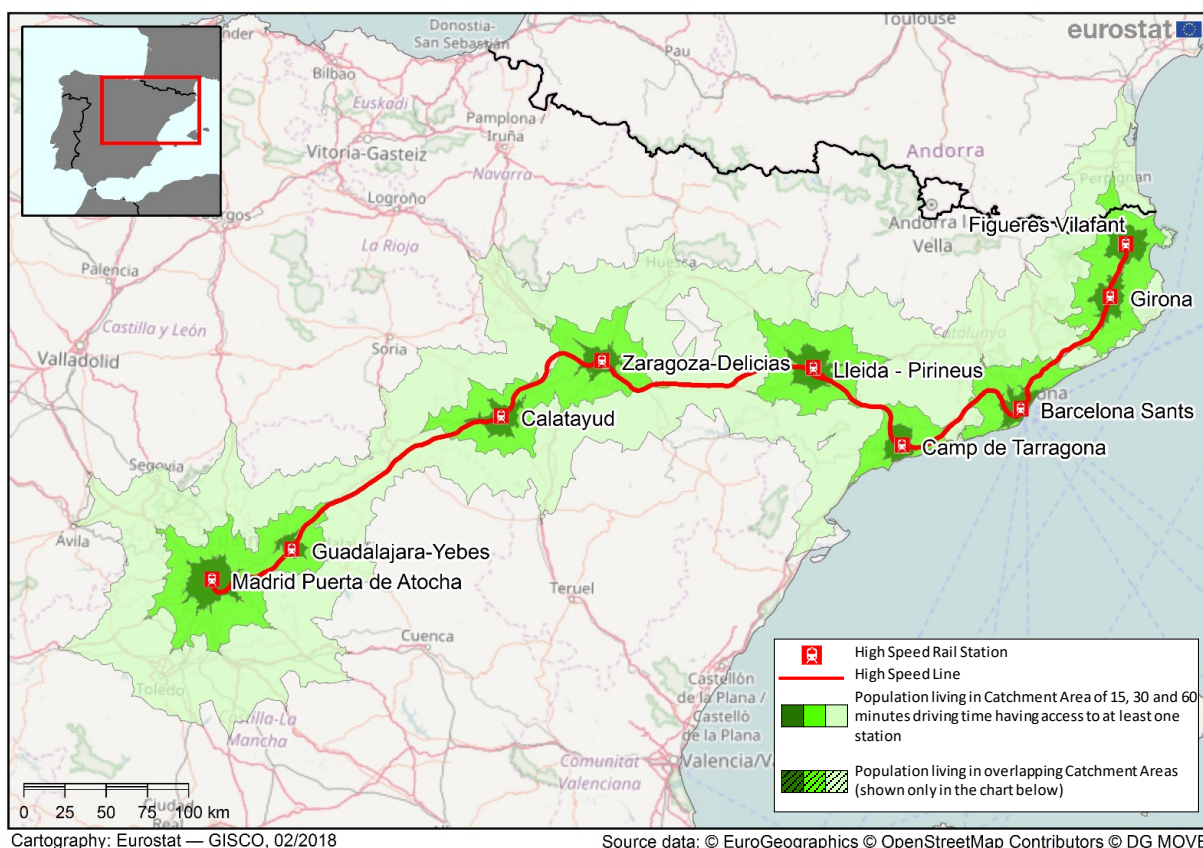 eurostat
Donostia-
San Sebastián
Toulouse
Bilbao
Pau
Euskadi
Pamplona /
Iruña
Vitoria-Gasteiz
Navarra
Andorra
Perpignan
Logroño
Andorra la
Vella
Figueres Vilafant
La Rioja
Huesca
Palencia
Girona
Castilla y León
Catalunya
Soria
Valladolid
Zaragoza-Delicias
Lleida - Pirineus
Calatayud
Barcelona Sants
Camp de Tarragona
Segovia
Ávila
Guadalajara-Yebes
Madrid Puerta de Atocha
Teruel
Cuenca
Toledo
Castellón
de la Plana /
Castelló
de la Plana
Castilla-La
Mancha
Comunitat
Valenciana
Ciudad
Real
High Speed Rail Station
High Speed Line
Population living in Catchment Area of 15, 30 and 60
minutes driving time having access to at least one
station
Population living in overlapping Catchment Areas
(shown only in the chart below)
0 25 50 75 100 km
Cartography: Eurostat — GISCO, 02/2018
Source data: © EuroGeographics © OpenStreetMap Contributors © DG MOVE